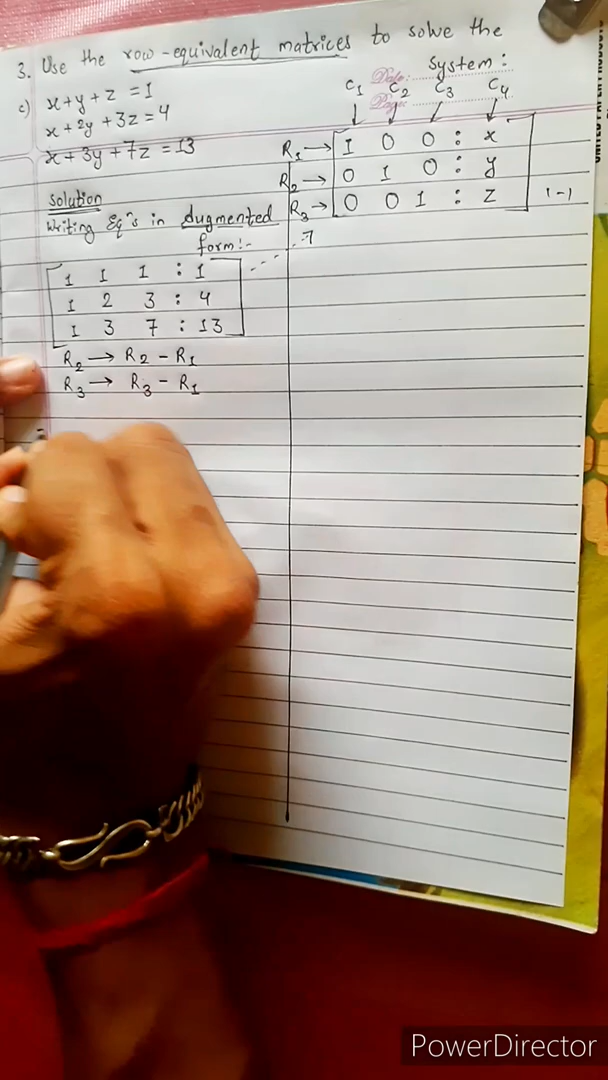 3. Use the row-equivalent matrices to solve the
System:
c) x+y+z=1
x+2y+3z=4
x+3y+7z=13
Solution
Writing Eqns in Augmented
form:-
1 1 1 : 1
1 2 3 : 4
1 3 7 : 13
R2 → R2 - R1
R3 → R3 - R1
Date:
Page:
C1 C2 C3 C4
R1 → 1 0 0 : x
R2 → 0 1 0 : y
R3 → 0 0 1 : z
PowerDirector